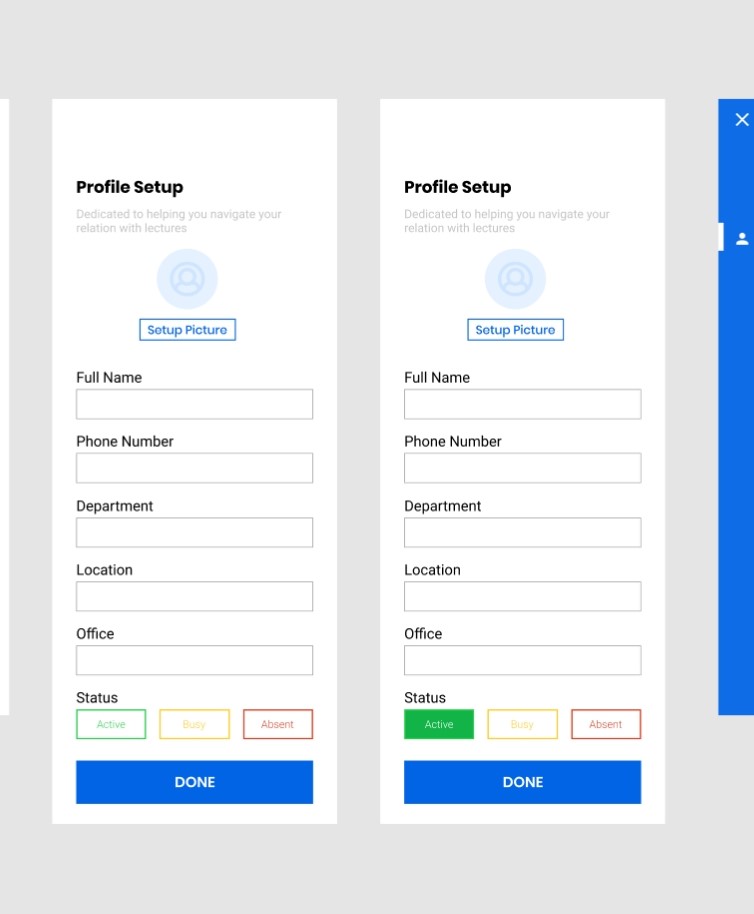 Profile Setup
Dedicated to helping you navigate your
relation with lectures
Setup Picture
Full Name
Phone Number
Department
Location
Office
Status
Active
Busy
Absent
DONE
Profile Setup
Dedicated to helping you navigate your
relation with lectures
Setup Picture
Full Name
Phone Number
Department
Location
Office
Status
Active
Busy
Absent
DONE